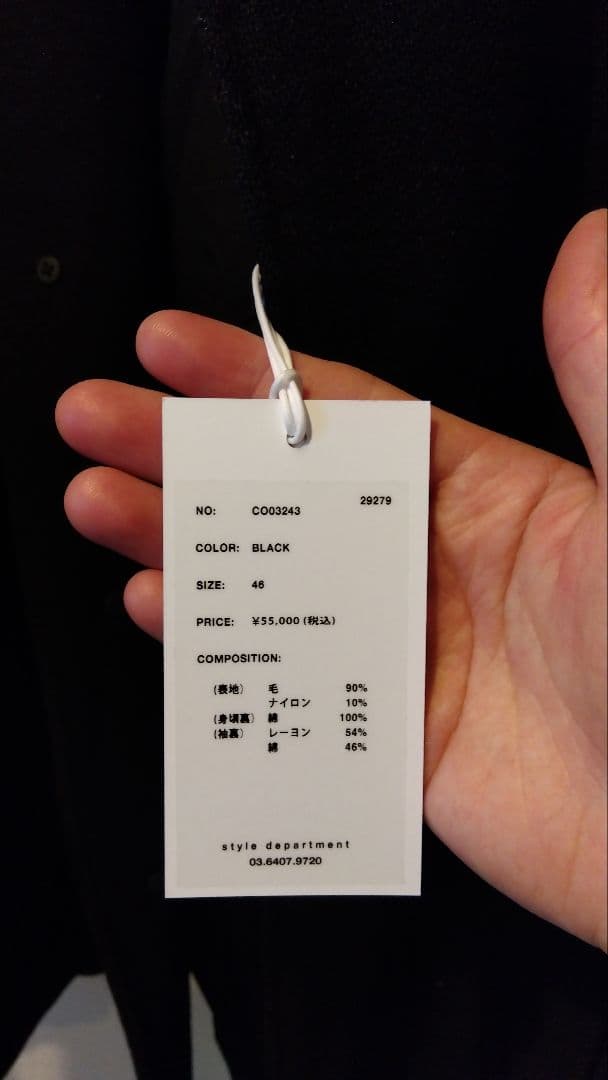 29279
NO: CO03243
COLOR: BLACK
SIZE: 46
PRICE: ¥55,000 (税込)
COMPOSITION:
(表地) 毛 90%
ナイロン 10%
(身頃裏) 綿 100%
(袖裏) レーヨン 54%
綿 46%
style department
03.6407.9720